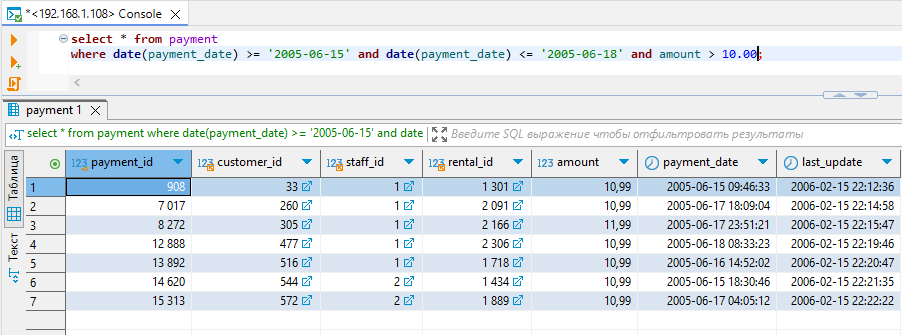 *<192.168.1.108> Console
select * from payment
where date(payment_date) >= '2005-06-15' and date(payment_date) <= '2005-06-18' and amount > 10.00;
payment 1
select * from payment where date(payment_date) >= '2005-06-15' and date Введите SQL выражение чтобы отфильтровать результаты
Таблица
Текст
123 payment_id 123 customer_id 123 staff_id 123 rental_id 123 amount payment_date last_update
1 908 33 1 1 301 10,99 2005-06-15 09:46:33 2006-02-15 22:12:36
2 7 017 260 1 2 091 10,99 2005-06-17 18:09:04 2006-02-15 22:14:58
3 8 272 305 1 2 166 11,99 2005-06-17 23:51:21 2006-02-15 22:15:47
4 12 888 477 1 2 306 10,99 2005-06-18 08:33:23 2006-02-15 22:19:46
5 13 892 516 1 1 718 10,99 2005-06-16 14:52:02 2006-02-15 22:20:47
6 14 620 544 2 1 434 10,99 2005-06-15 18:30:46 2006-02-15 22:21:35
7 15 313 572 2 1 889 10,99 2005-06-17 04:05:12 2006-02-15 22:22:22